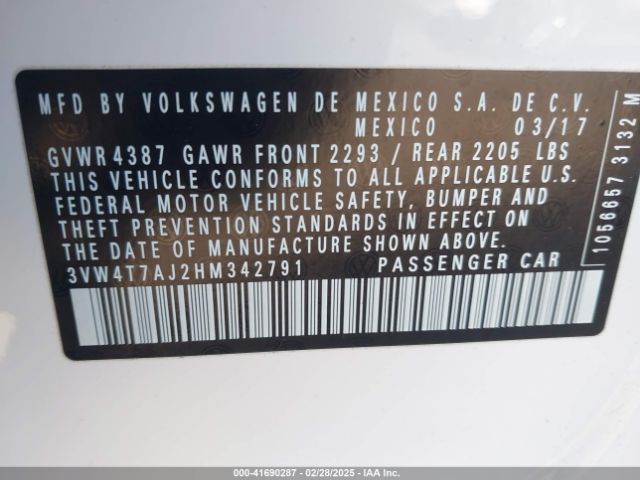 MFD BY VOLKSWAGEN DE MEXICO S.A. DE C.V.
MEXICO 03/17
GVWR 4387 GAWR FRONT 2293 / REAR 2205 LBS
THIS VEHICLE CONFORMS TO ALL APPLICABLE U.S.
FEDERAL MOTOR VEHICLE SAFETY, BUMPER AND
THEFT PREVENTION STANDARDS IN EFFECT ON
THE DATE OF MANUFACTURE SHOWN ABOVE.
3VW4T7AJ2HM342791 PASSENGER CAR
1056657 3132 M
000-41690287 - 02/28/2025 - IAAI.COM